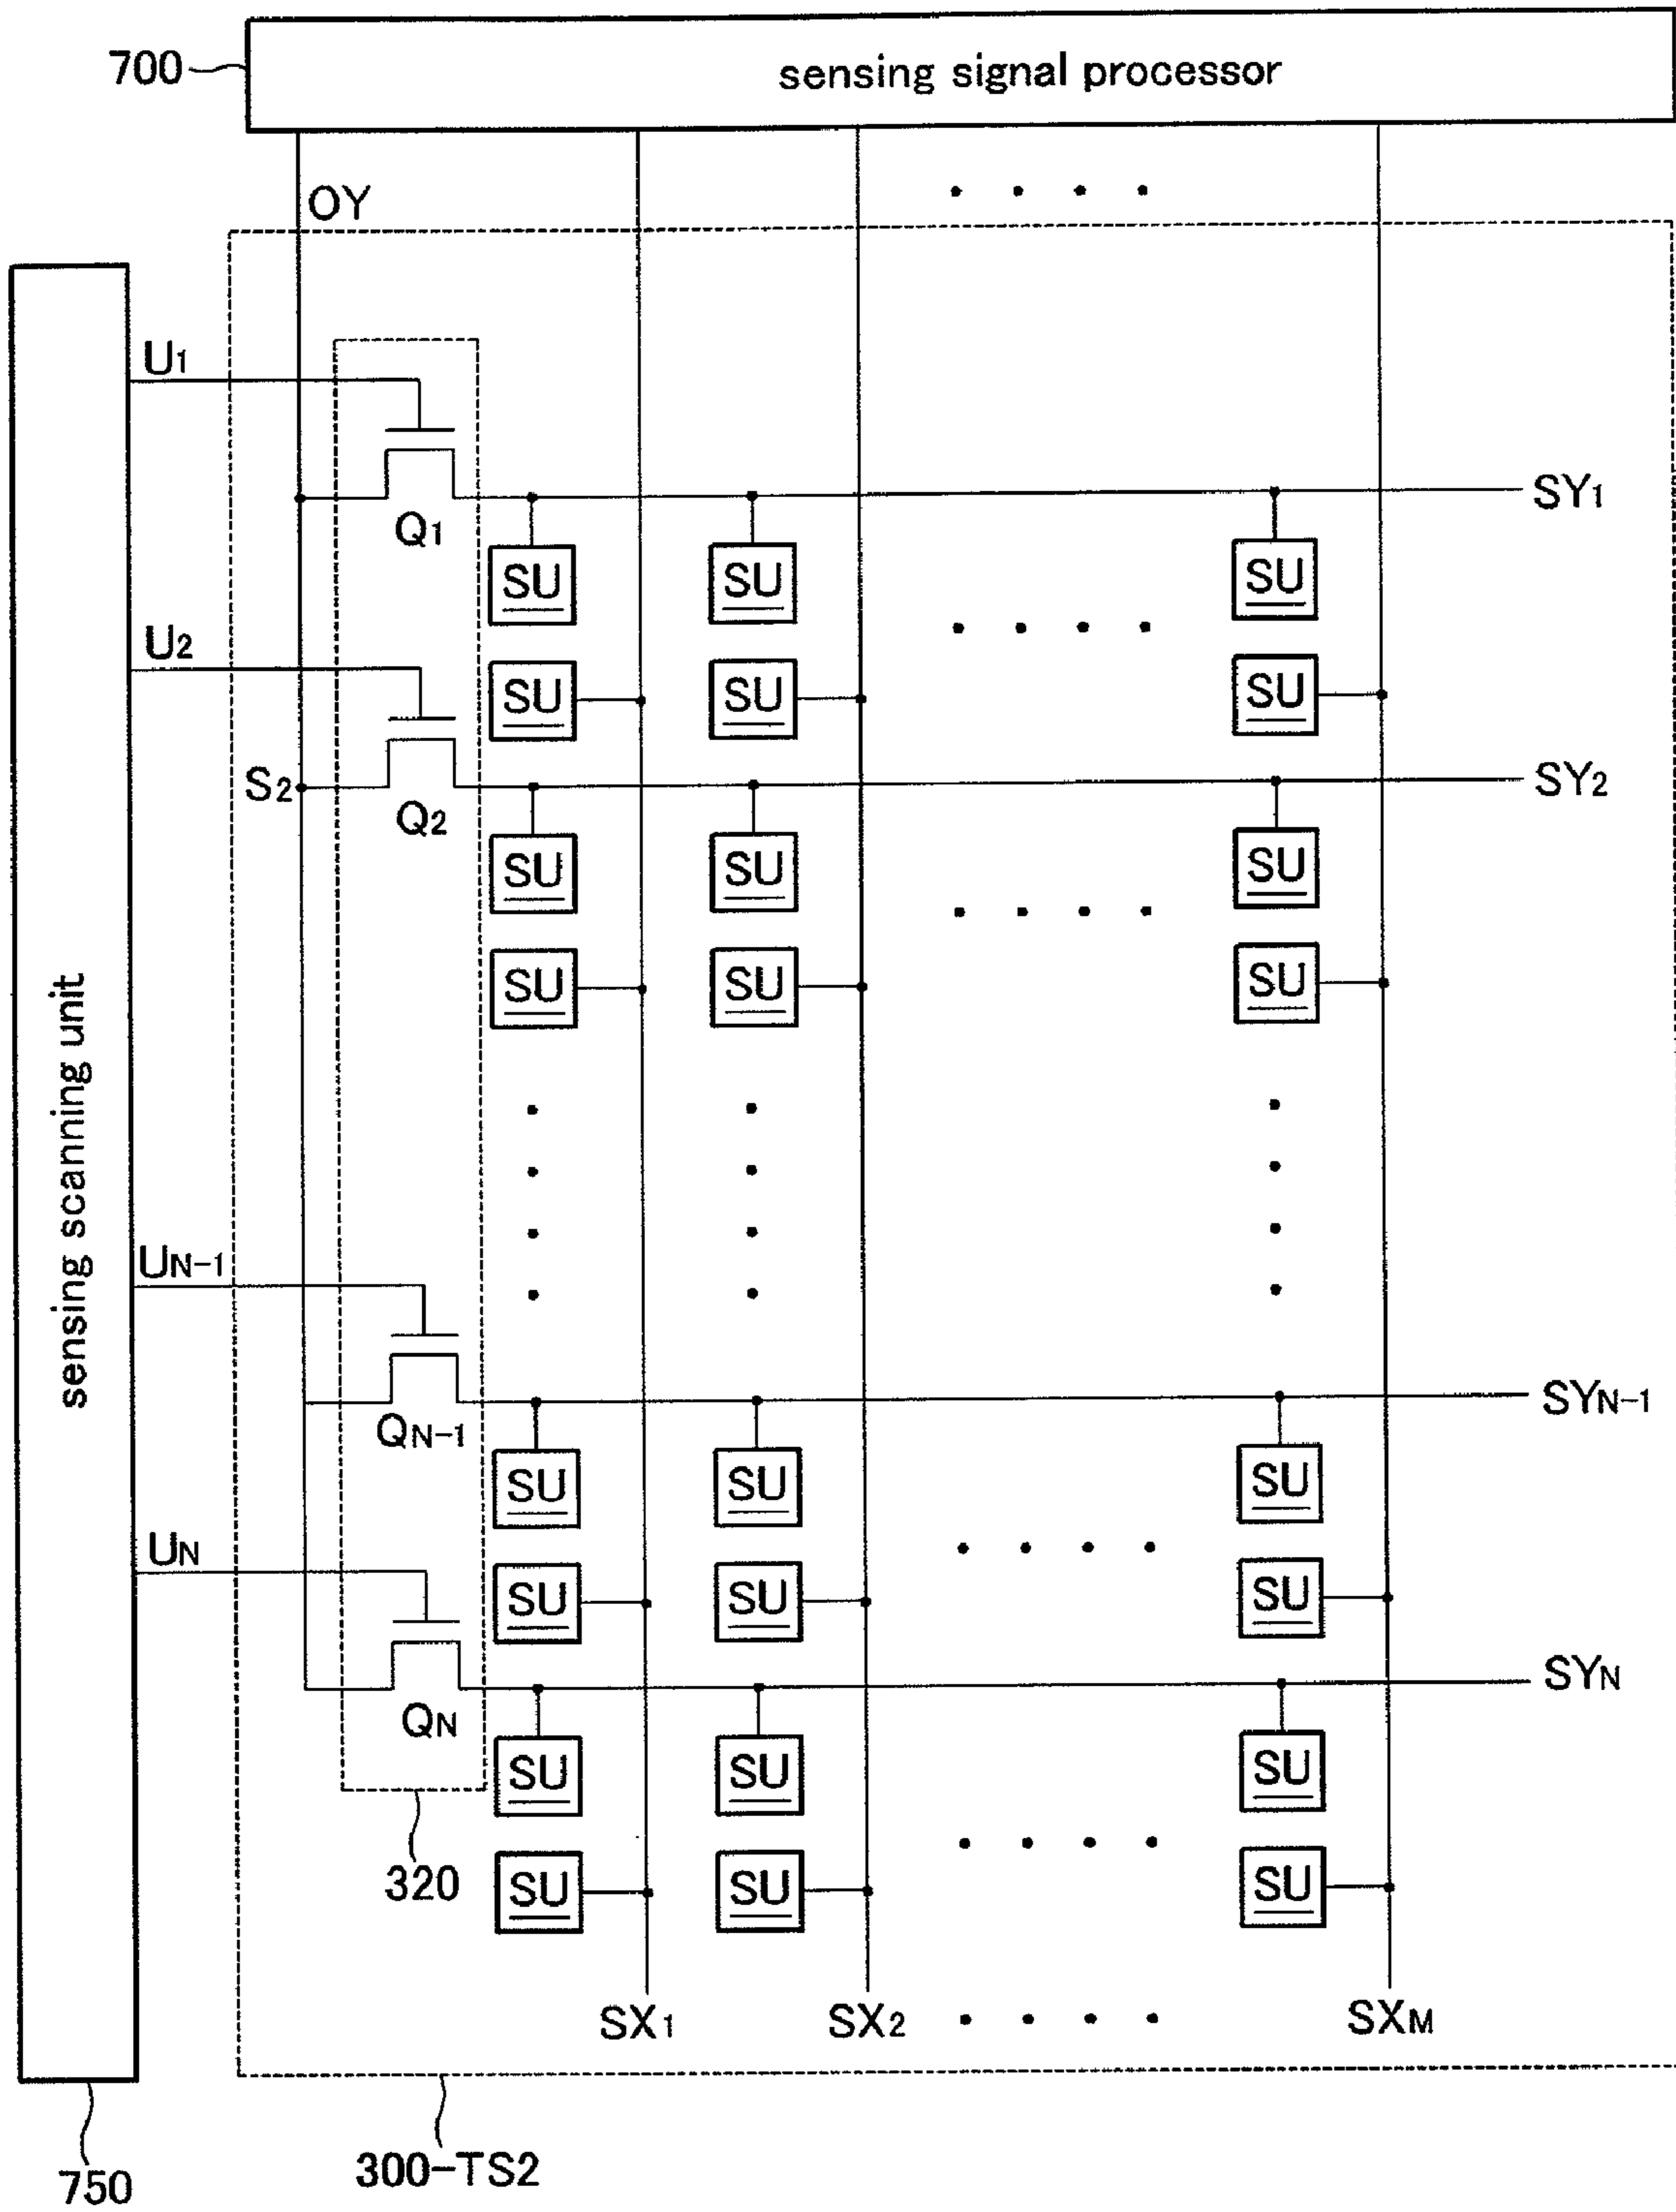 700
sensing signal processor
OY
U1
Q1
SY1
SU SU SU
U2
SU SU SU
S2
Q2
SY2
SU SU SU
SU SU SU
sensing scanning unit
UN-1
QN-1
SYN-1
SU SU SU
UN
SU SU SU
QN
SYN
SU SU SU
320
SU SU SU
SX1 SX2 SXM
750
300-TS2